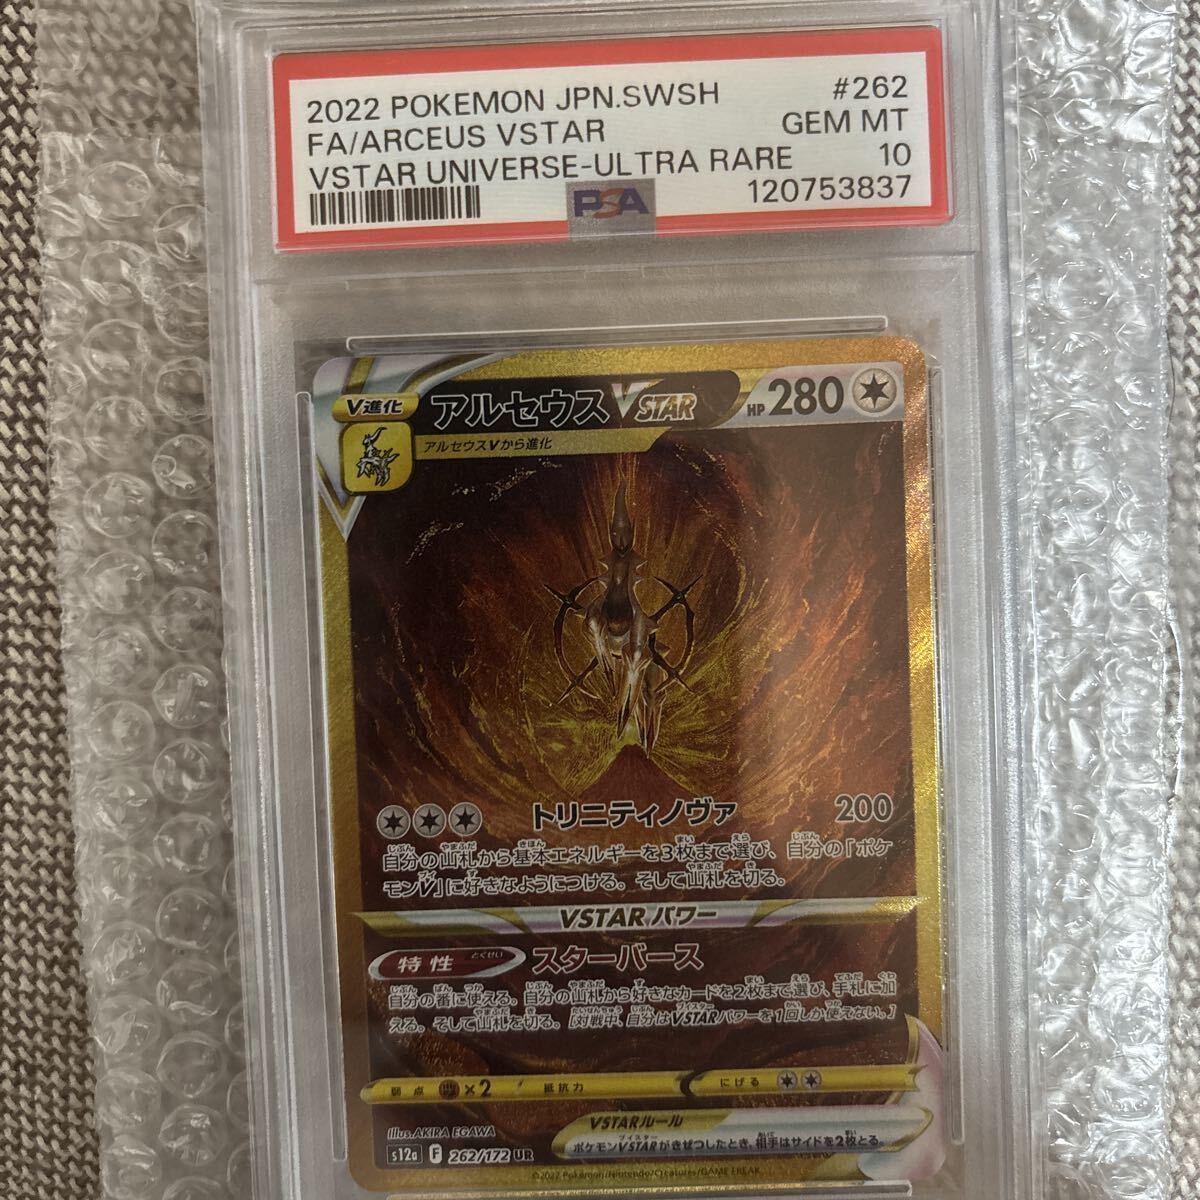 2022 POKEMON JPN.SWSH #262
FA/ARCEUS VSTAR GEM MT
VSTAR UNIVERSE-ULTRA RARE 10
PSA 120753837
V進化 アルセウス VSTAR HP 280
アルセウスVから進化
トリニティノヴァ 200
自分の山札から基本エネルギーを3枚まで選び、自分の「ポケ
モンV」に好きなようにつける。そして山札を切る。
VSTARパワー
特性 スターバース
自分の番に使える。自分の山札から好きなカードを2枚まで選び、手札に加
える。そして山札を切る。[対戦中、自分はVSTARパワーを1回しか使えない。]
弱点 ×2 抵抗力 にげる
VSTARルール
ポケモンVSTARがきぜつしたとき、相手はサイドを2枚とる。
Illus. AKIRA EGAWA
s12a F 262/172 UR
©2022 Pokémon/Nintendo/Creatures/GAME FREAK